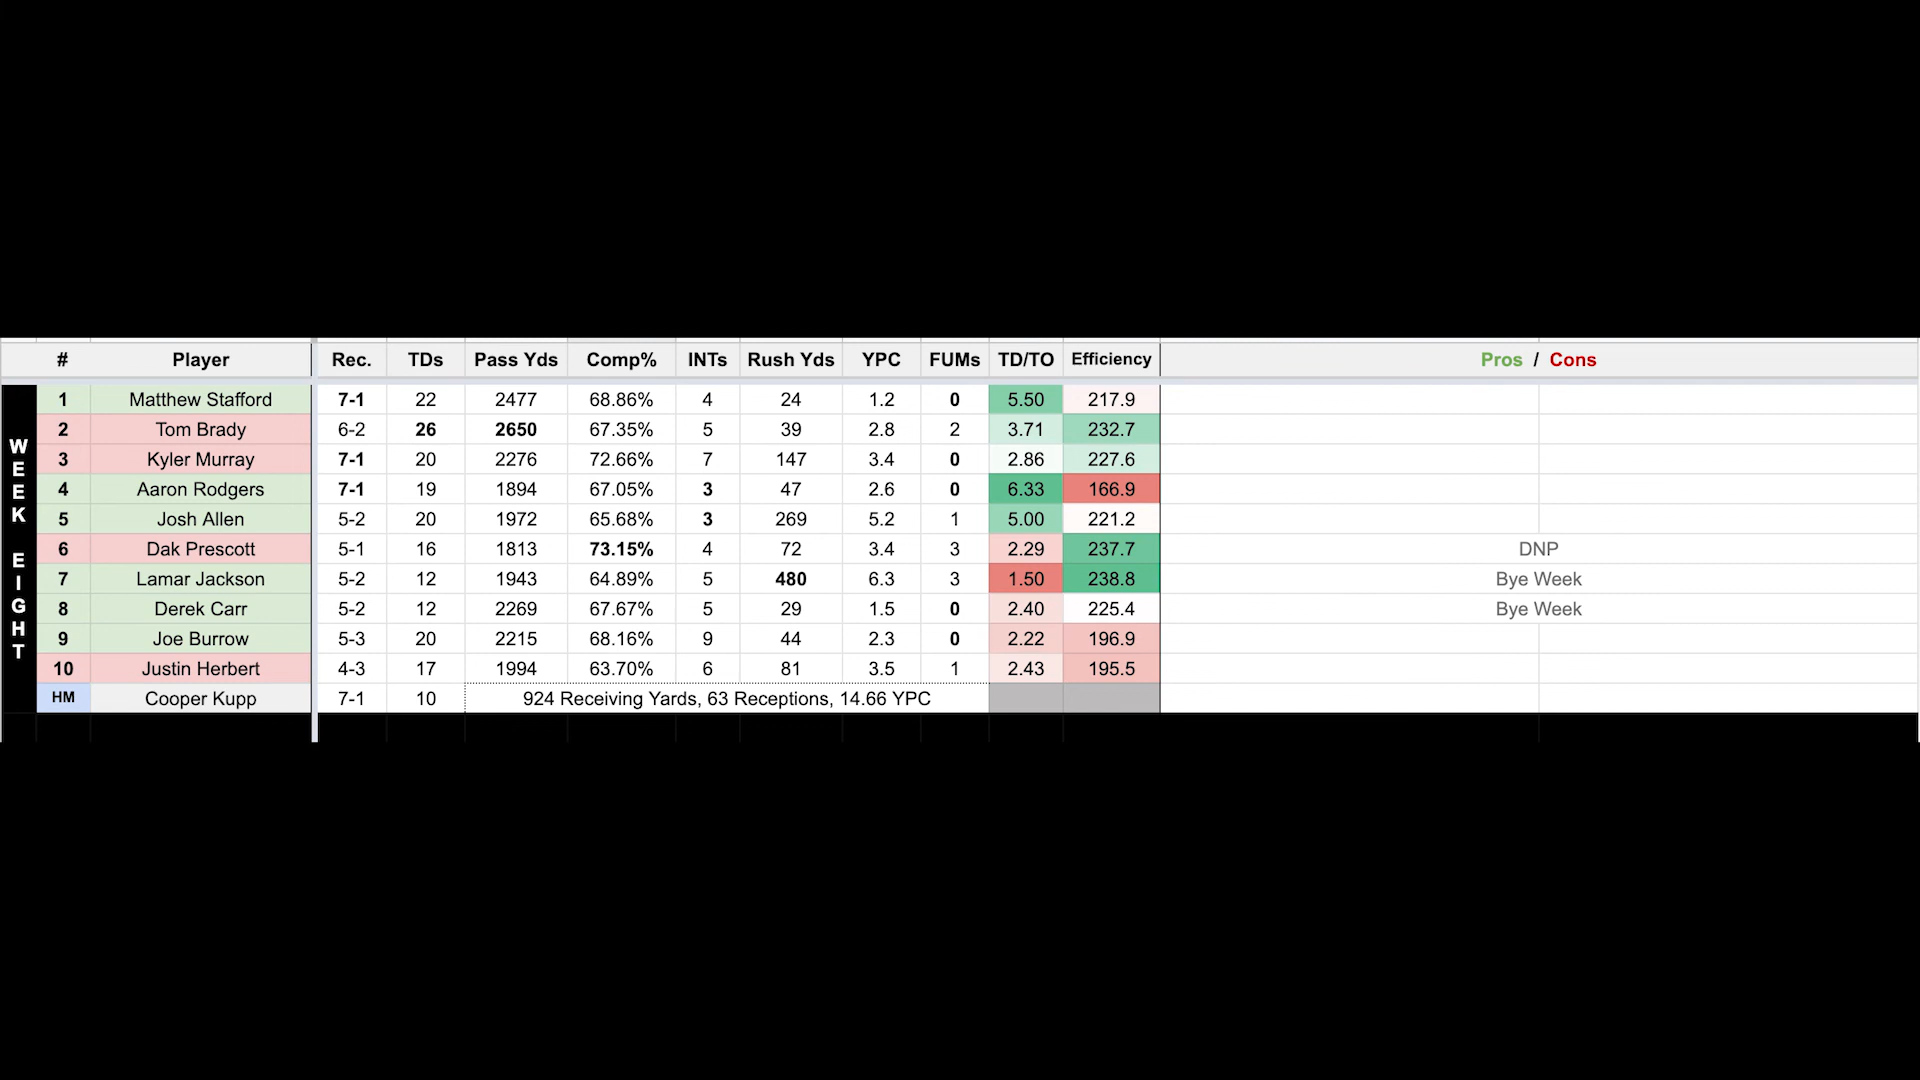 # Player Rec. TDs Pass Yds Comp% INTs Rush Yds YPC FUMs TD/TO Efficiency Pros / Cons
WEEK EIGHT
1 Matthew Stafford 7-1 22 2477 68.86% 4 24 1.2 0 5.50 217.9
2 Tom Brady 6-2 26 2650 67.35% 5 39 2.8 2 3.71 232.7
3 Kyler Murray 7-1 20 2276 72.66% 7 147 3.4 0 2.86 227.6
4 Aaron Rodgers 7-1 19 1894 67.05% 3 47 2.6 0 6.33 166.9
5 Josh Allen 5-2 20 1972 65.68% 3 269 5.2 1 5.00 221.2
6 Dak Prescott 5-1 16 1813 73.15% 4 72 3.4 3 2.29 237.7 DNP
7 Lamar Jackson 5-2 12 1943 64.89% 5 480 6.3 3 1.50 238.8 Bye Week
8 Derek Carr 5-2 12 2269 67.67% 5 29 1.5 0 2.40 225.4 Bye Week
9 Joe Burrow 5-3 20 2215 68.16% 9 44 2.3 0 2.22 196.9
10 Justin Herbert 4-3 17 1994 63.70% 6 81 3.5 1 2.43 195.5
HM Cooper Kupp 7-1 10 924 Receiving Yards, 63 Receptions, 14.66 YPC